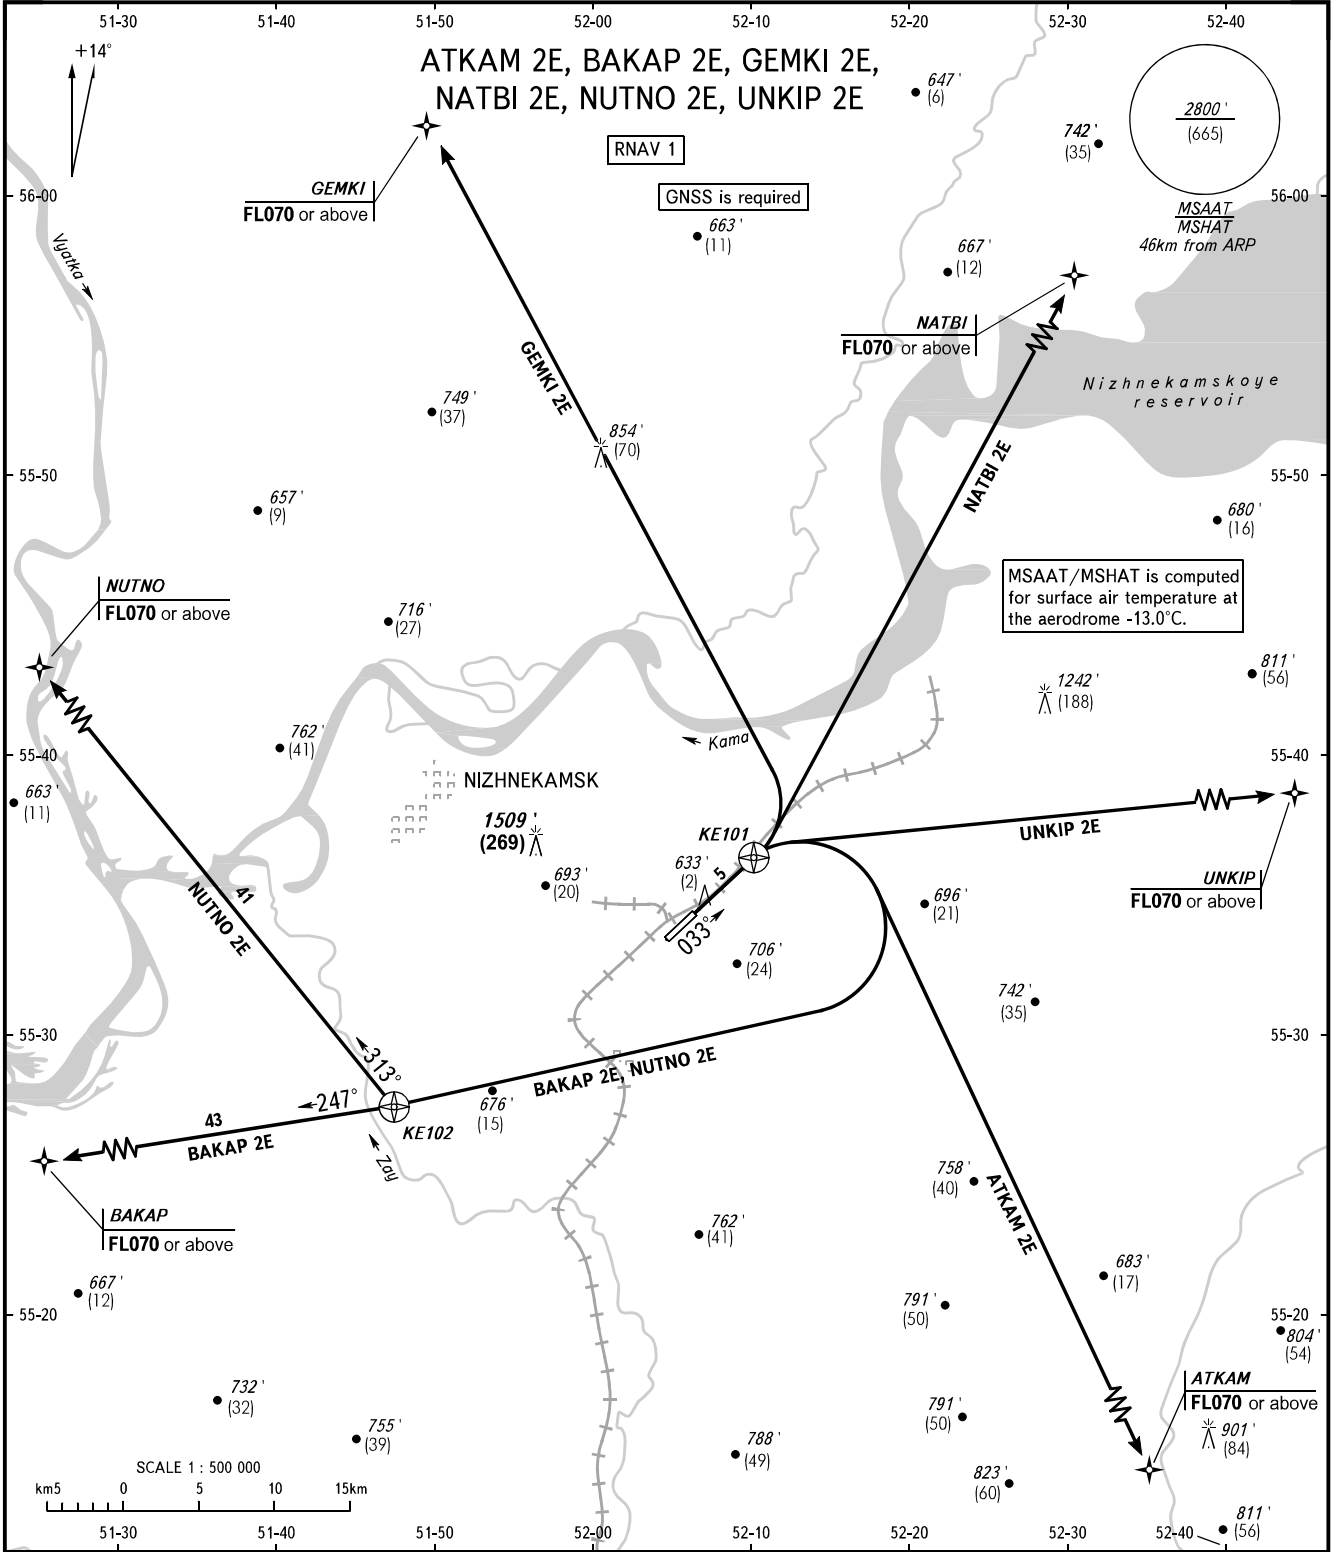 51-30
51-40
51-50
52-00
52-10
52-20
52-30
52-40
+14°
ATKAM 2E, BAKAP 2E, GEMKI 2E,
NATBI 2E, NUTNO 2E, UNKIP 2E
RNAV 1
GNSS is required
647'
(6)
742'
(35)
2800'
(665)
MSAAT
MSHAT
46km from ARP
56-00
56-00
GEMKI
FL070 or above
663'
(11)
667'
(12)
Vyatka
NATBI
FL070 or above
GEMKI 2E
Nizhnekamskoye
reservoir
749'
(37)
854'
(70)
NATBI 2E
55-50
55-50
657'
(9)
680'
(16)
NUTNO
FL070 or above
MSAAT/MSHAT is computed
for surface air temperature at
the aerodrome -13.0°C.
716'
(27)
811'
(56)
1242'
(188)
762'
(41)
Kama
55-40
55-40
663'
(11)
NIZHNEKAMSK
1509'
(269)
KE101
UNKIP 2E
633'
(2)
5
693'
(20)
UNKIP
FL070 or above
41
NUTNO 2E
696'
(21)
033°
706'
(24)
742'
(35)
55-30
55-30
313°
247°
BAKAP 2E, NUTNO 2E
43
BAKAP 2E
KE102
676'
(15)
Zay
758'
(40)
ATKAM 2E
BAKAP
FL070 or above
762'
(41)
683'
(17)
667'
(12)
791'
(50)
55-20
55-20
804'
(54)
ATKAM
FL070 or above
732'
(32)
755'
(39)
791'
(50)
901'
(84)
788'
(49)
823'
(60)
811'
(56)
SCALE 1 : 500 000
km5
0
5
10
15km
51-30
51-40
51-50
52-00
52-10
52-20
52-30
52-40